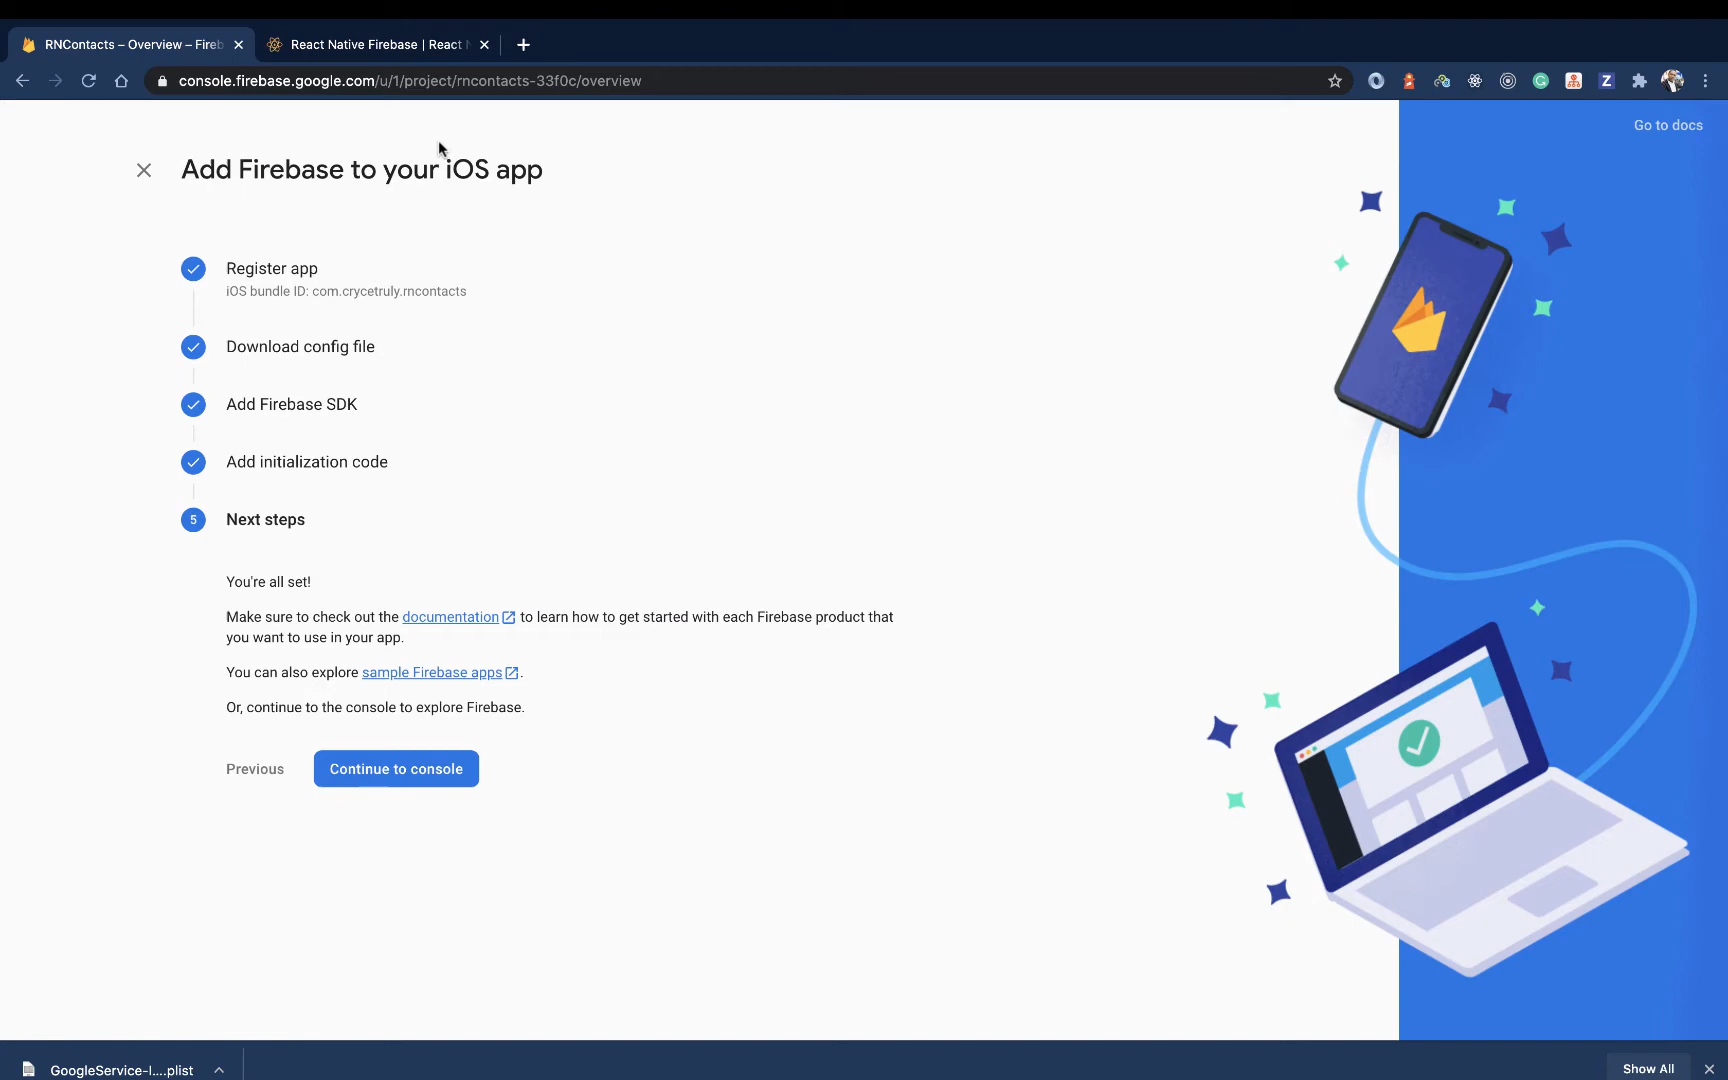 RNContacts – Overview – Fireb
React Native Firebase | React N
console.firebase.google.com/u/1/project/rncontacts-33f0c/overview
Z
Go to docs
Add Firebase to your iOS app
Register app
iOS bundle ID: com.crycetruly.rncontacts
Download config file
Add Firebase SDK
Add initialization code
5 Next steps
You're all set!
Make sure to check out the documentation to learn how to get started with each Firebase product that
you want to use in your app.
You can also explore sample Firebase apps.
Or, continue to the console to explore Firebase.
Previous Continue to console
GoogleService-I....plist
Show All